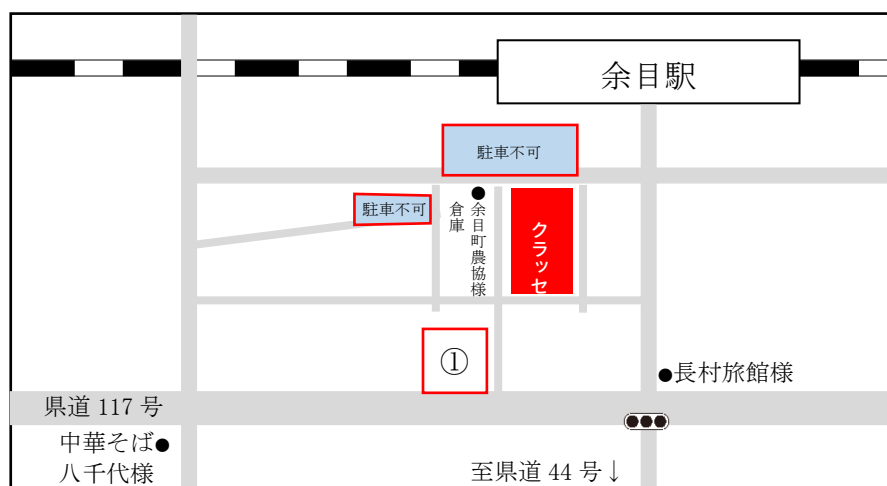 余目駅
駐車不可
駐車不可
余目町農協様
倉庫
クラッセ
①
●長村旅館様
県道 117 号
中華そば●
八千代様
至県道 44 号↓